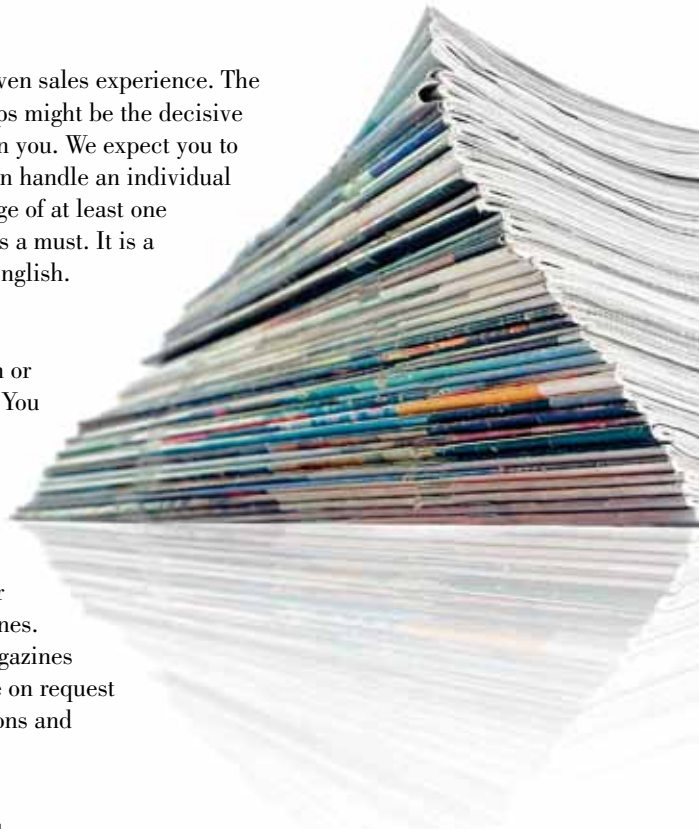 ven sales experience. The
ps might be the decisive
n you. We expect you to
n handle an individual
ge of at least one
s a must. It is a
nglish.
n or
You
r
nes.
gazines
e on request
ons and